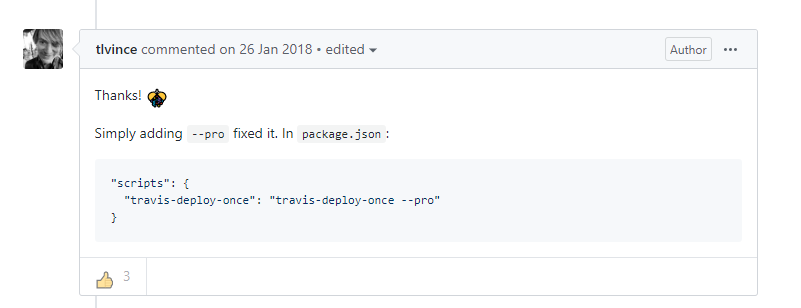 tlvince commented on 26 Jan 2018 • edited
Author
Thanks!
Simply adding --pro fixed it. In package.json:
"scripts": {
  "travis-deploy-once": "travis-deploy-once --pro"
}
3